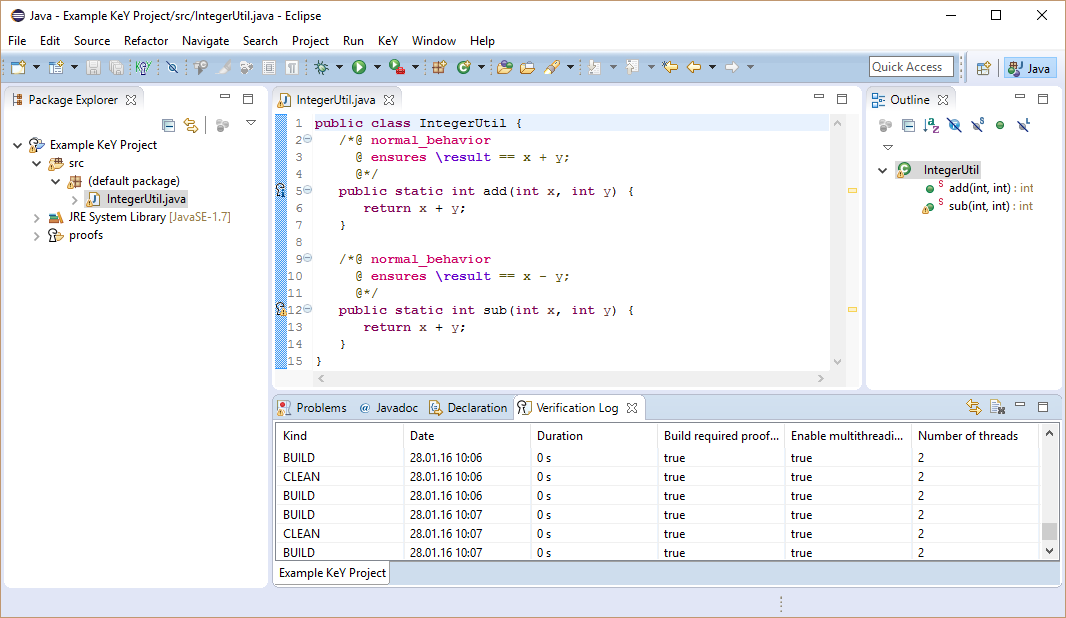 Java - Example KeY Project/src/IntegerUtil.java - Eclipse
File Edit Source Refactor Navigate Search Project Run KeY Window Help
Quick Access Java
Package Explorer
Example KeY Project
src
(default package)
IntegerUtil.java
JRE System Library [JavaSE-1.7]
proofs
IntegerUtil.java
1 public class IntegerUtil {
2 /*@ normal_behavior
3 @ ensures \result == x + y;
4 @*/
5 public static int add(int x, int y) {
6 return x + y;
7 }
8
9 /*@ normal_behavior
10 @ ensures \result == x - y;
11 @*/
12 public static int sub(int x, int y) {
13 return x + y;
14 }
15 }
Outline
IntegerUtil
add(int, int) : int
sub(int, int) : int
Problems Javadoc Declaration Verification Log
Kind Date Duration Build required proof... Enable multithreadi... Number of threads
BUILD 28.01.16 10:06 0 s true true 2
CLEAN 28.01.16 10:06 0 s true true 2
BUILD 28.01.16 10:06 0 s true true 2
BUILD 28.01.16 10:07 0 s true true 2
CLEAN 28.01.16 10:07 0 s true true 2
BUILD 28.01.16 10:07 0 s true true 2
Example KeY Project